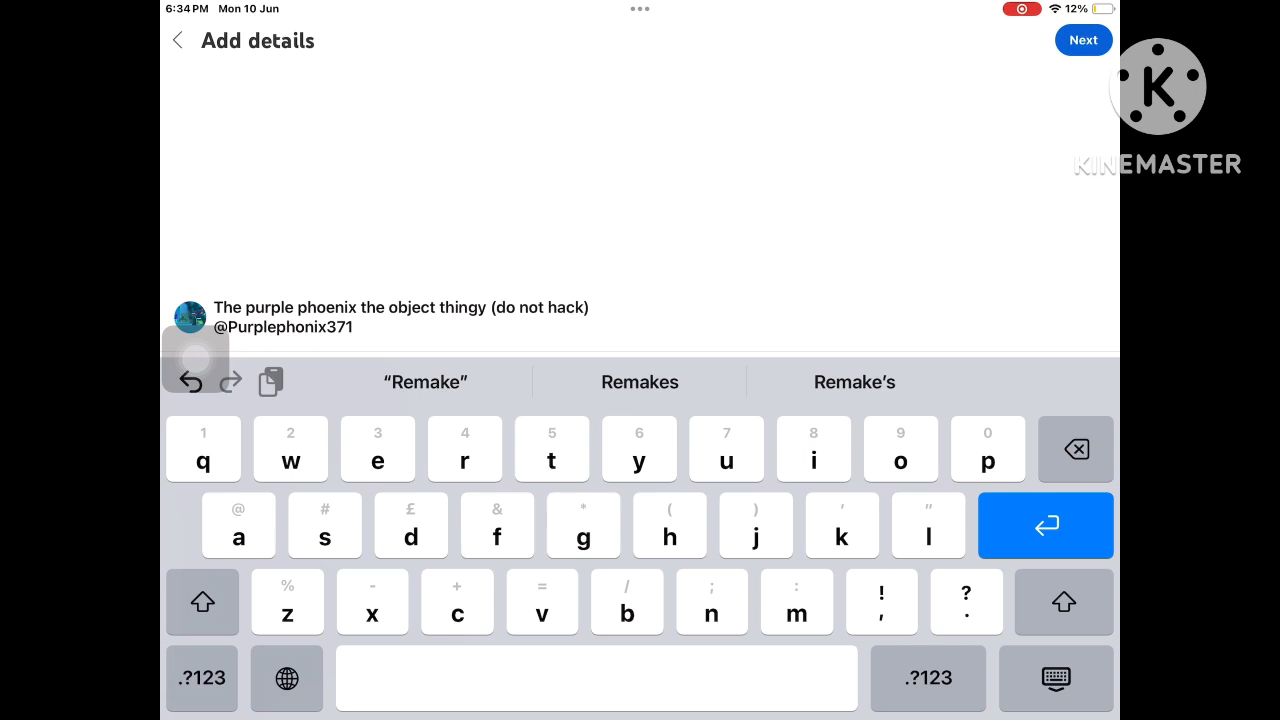 6:34 PM Mon 10 Jun
12%
Add details
Next
K
KINEMASTER
The purple phoenix the object thingy (do not hack)
@Purplephonix371
“Remake” Remakes Remake’s
1 2 3 4 5 6 7 8 9 0
q w e r t y u i o p
@ # £ & * ( ) ' "
a s d f g h j k l
% - + = / ; : ! ?
z x c v b n m , .
.?123 .?123